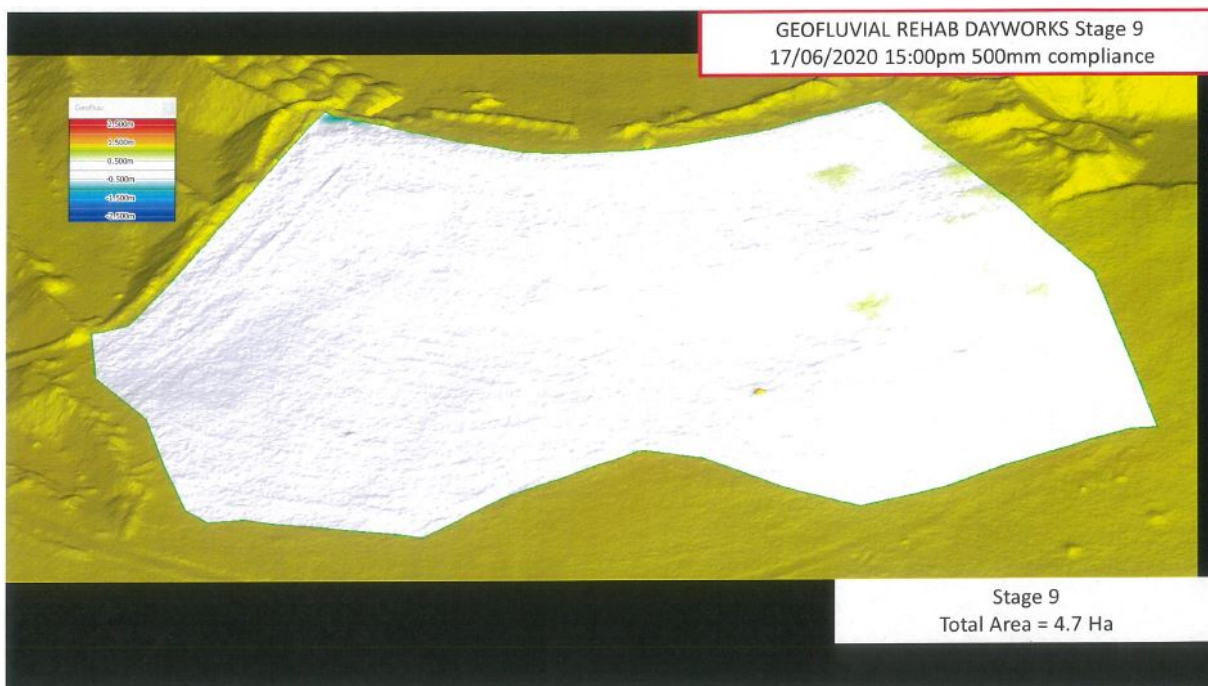 GEOFLUVIAL REHAB DAYWORKS Stage 9
17/06/2020 15:00pm 500mm compliance
GeoFluv
2.500m
1.500m
0.500m
-0.500m
-1.500m
-2.500m
Stage 9
Total Area = 4.7 Ha